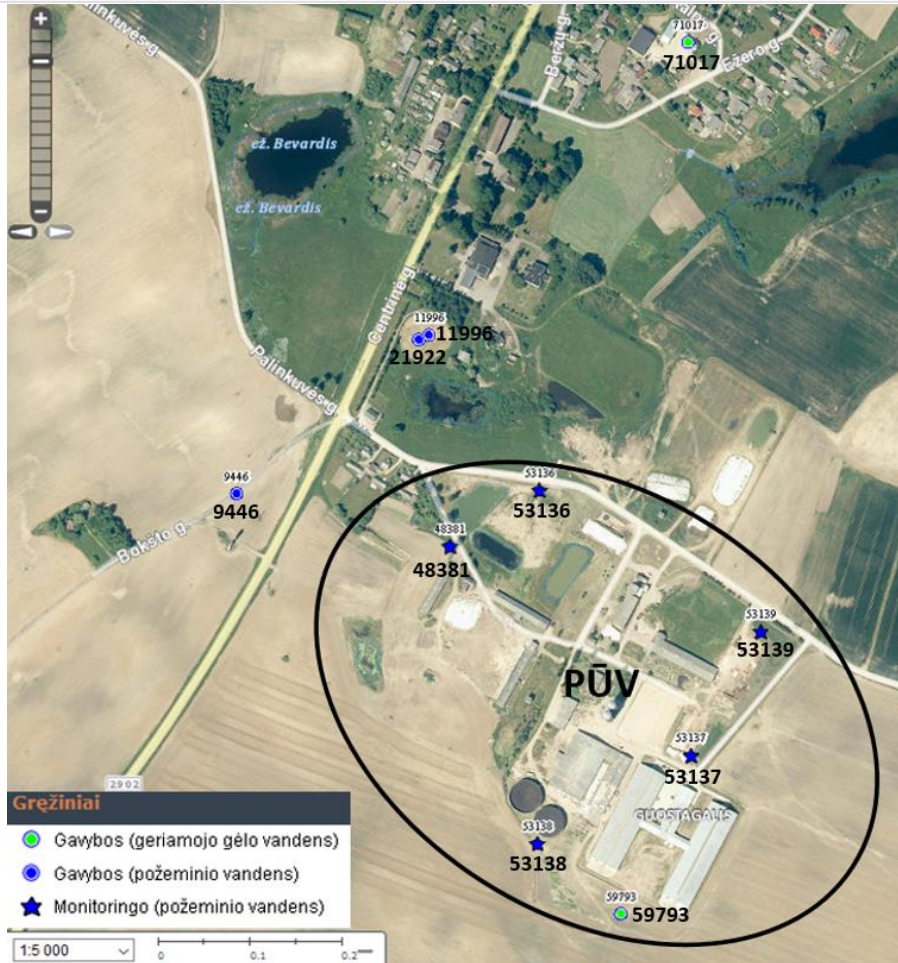 Palinkuvės g.
Beržų g.
71017
71017
Ežero g.
ež. Bevardis
ež. Bevardis
Centrinė g.
11996
11996
21922
Palinkuvės g.
9446
9446
Bokšto g.
53136
53136
48381
48381
53139
53139
PŪV
53137
53137
2902
GUOSTAGALIS
53138
53138
59793
59793
Gręžiniai
Gavybos (geriamojo gėlo vandens)
Gavybos (požeminio vandens)
Monitoringo (požeminio vandens)
1:5 000
0
0.1
0.2